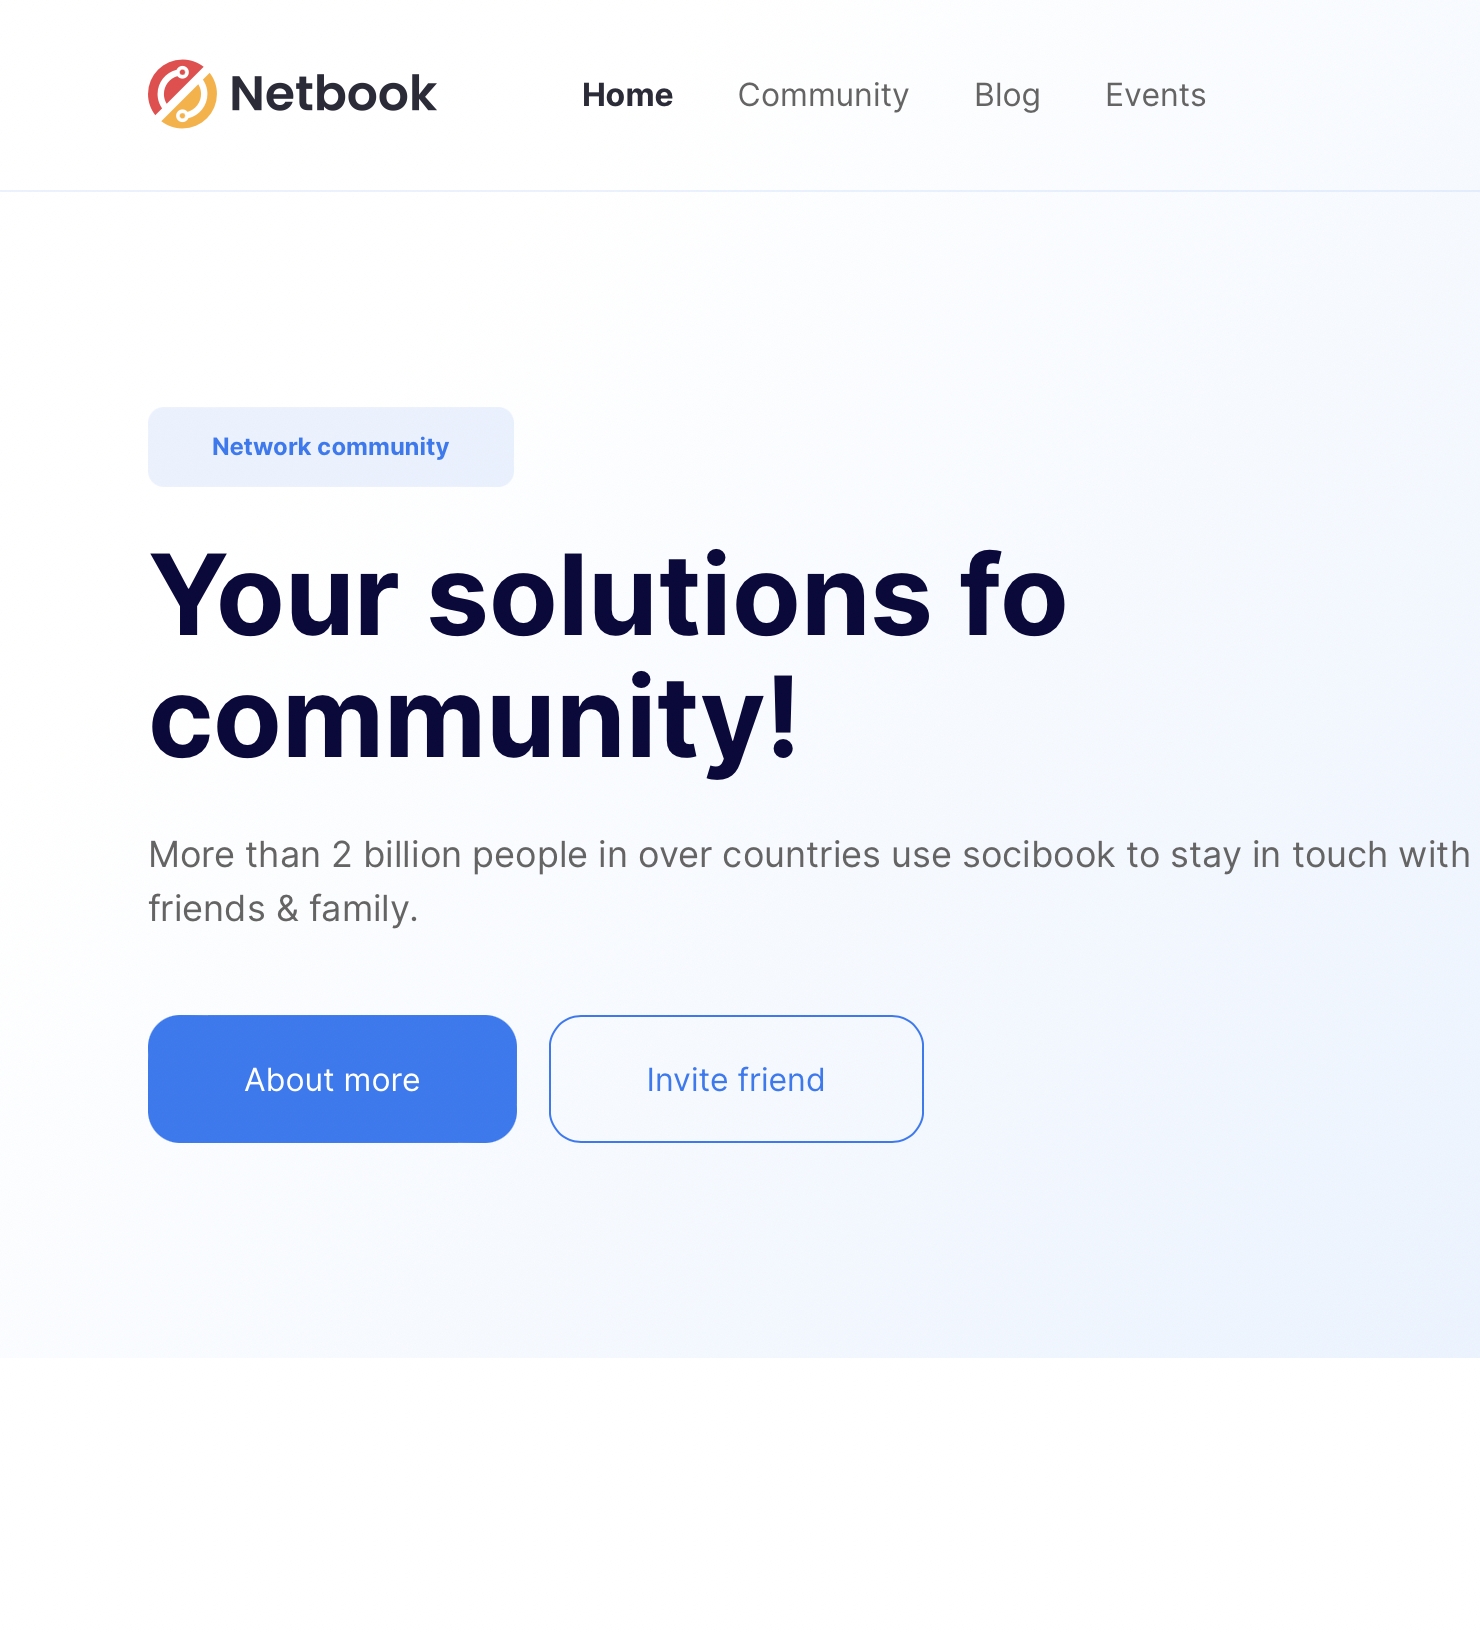 Netbook
Home Community Blog Events
Network community
Your solutions fo
community!
More than 2 billion people in over countries use socibook to stay in touch with
friends & family.
About more
Invite friend